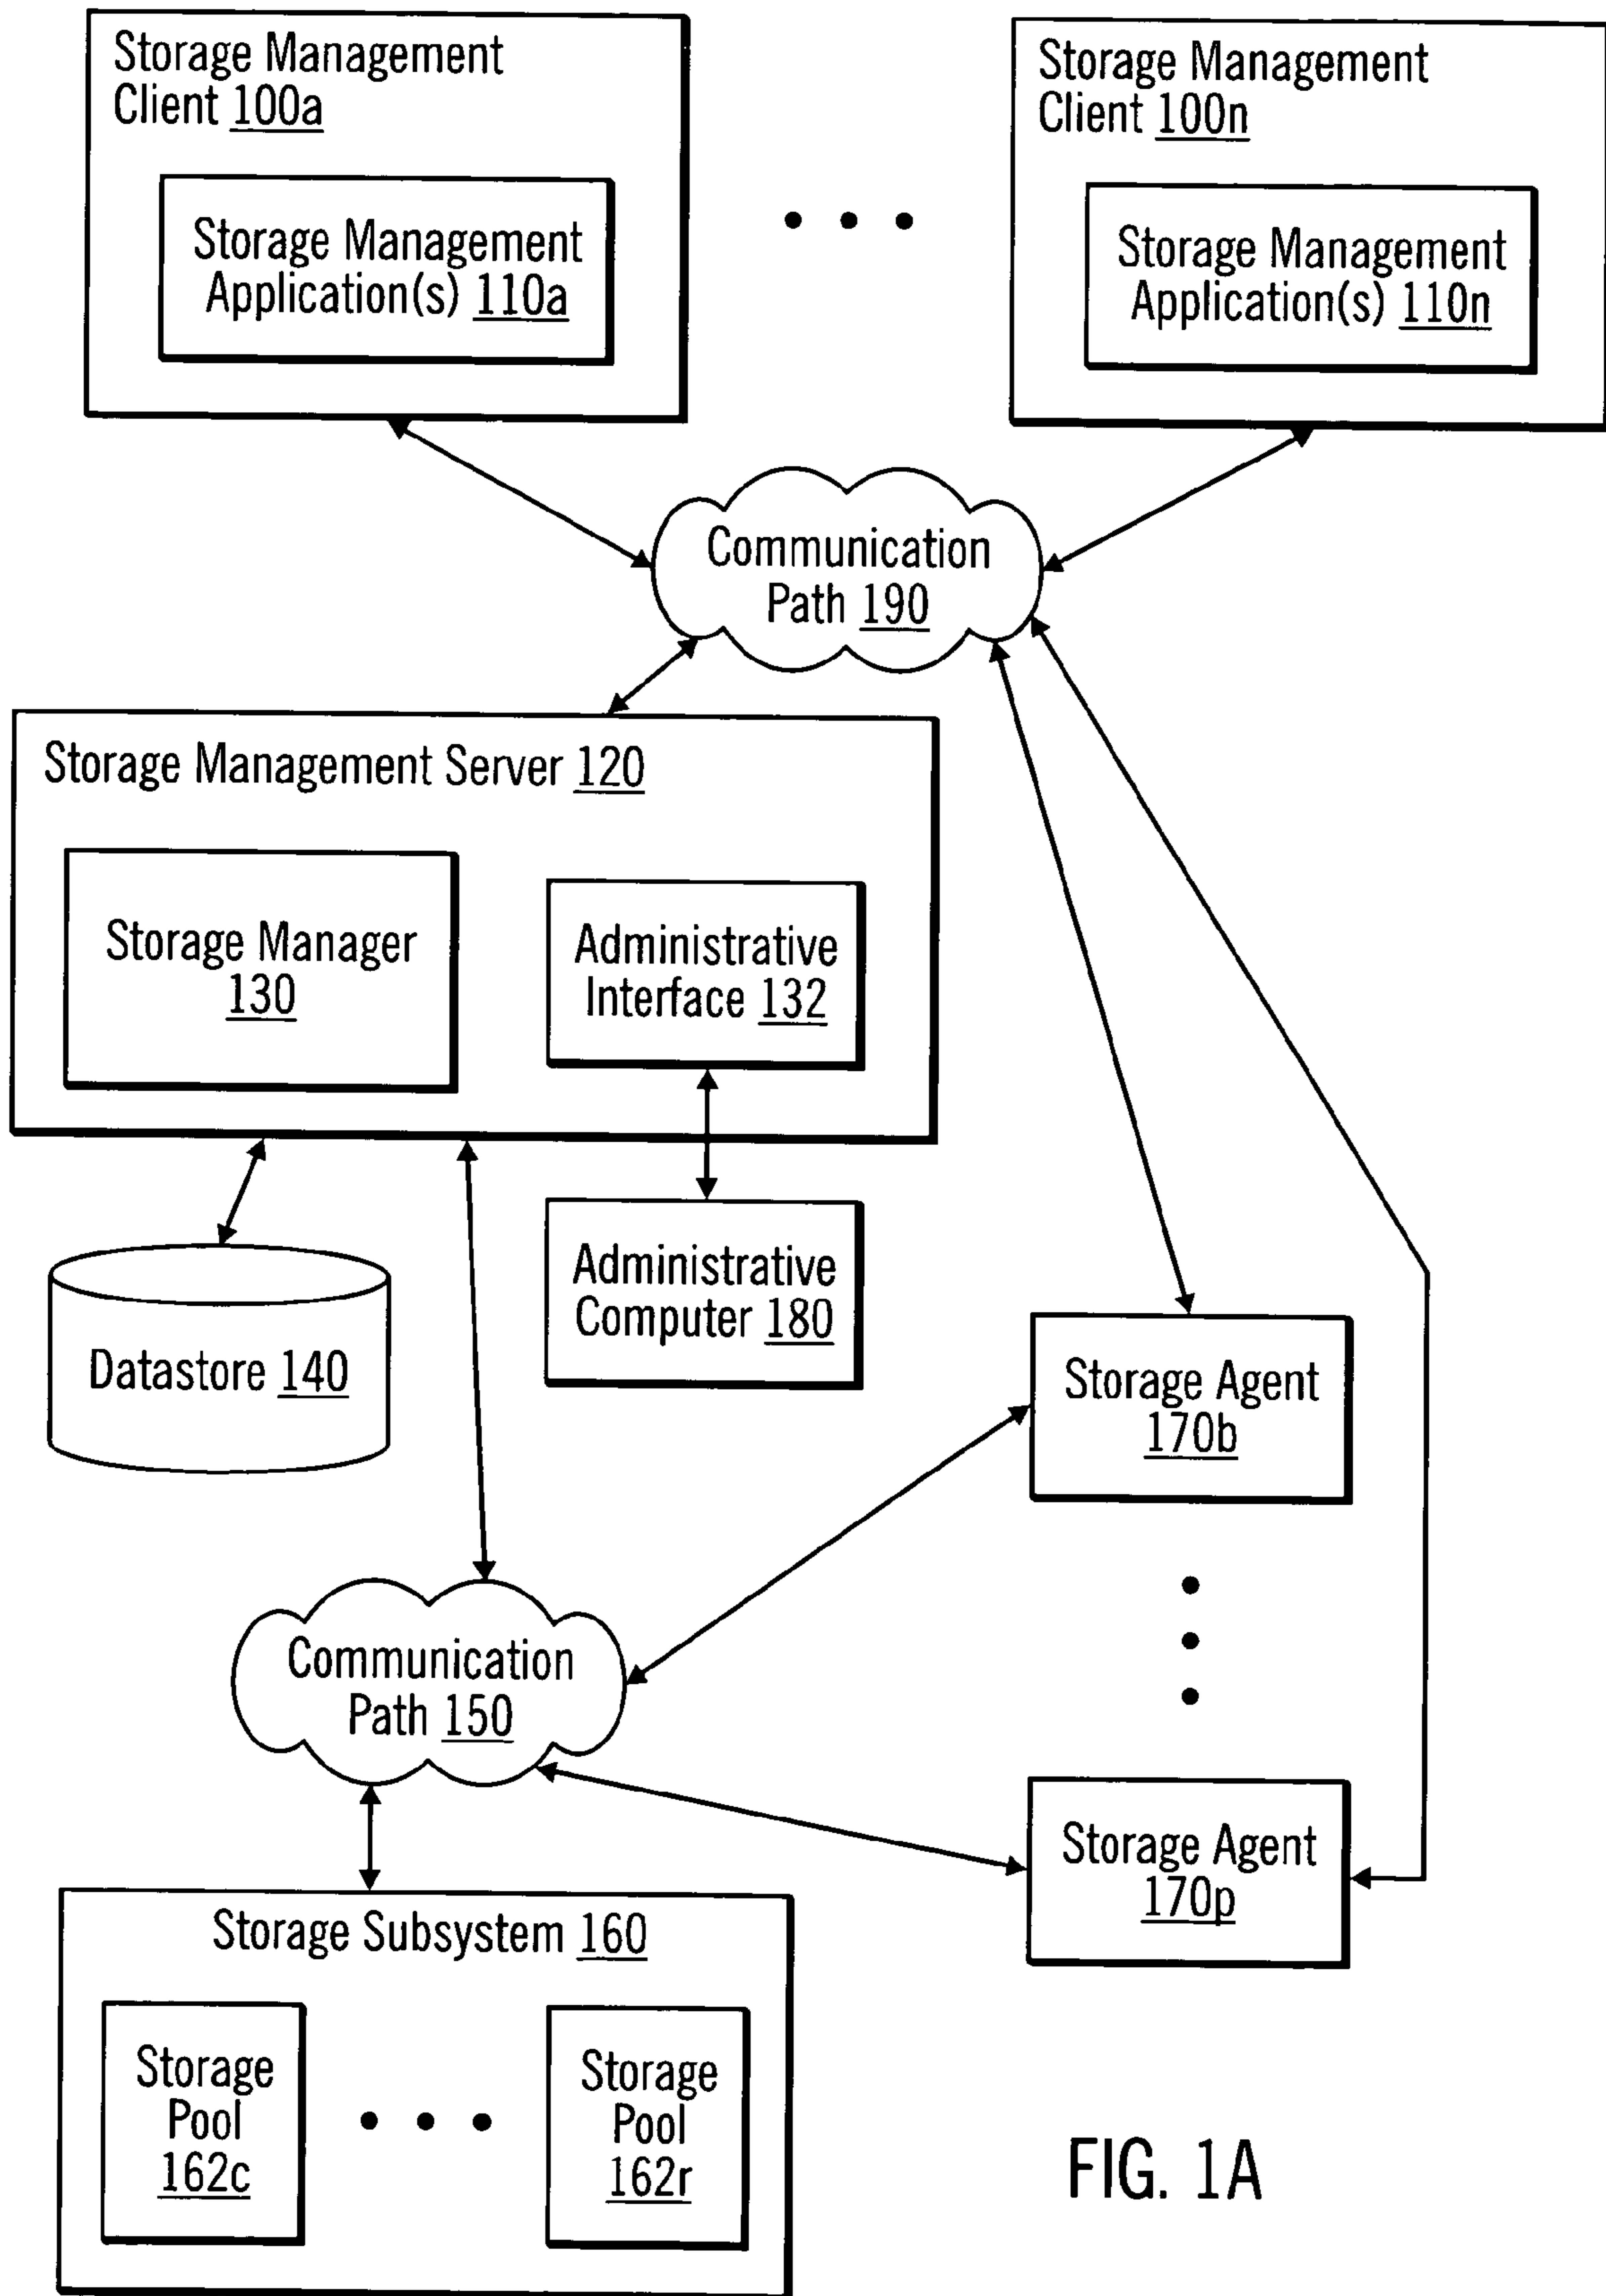 Storage Management
Client 100a
Storage Management
Application(s) 110a
Storage Management
Client 100n
Storage Management
Application(s) 110n
Communication
Path 190
Storage Management Server 120
Storage Manager
130
Administrative
Interface 132
Datastore 140
Administrative
Computer 180
Storage Agent
170b
Communication
Path 150
Storage Agent
170p
Storage Subsystem 160
Storage
Pool
162c
Storage
Pool
162r
FIG. 1A